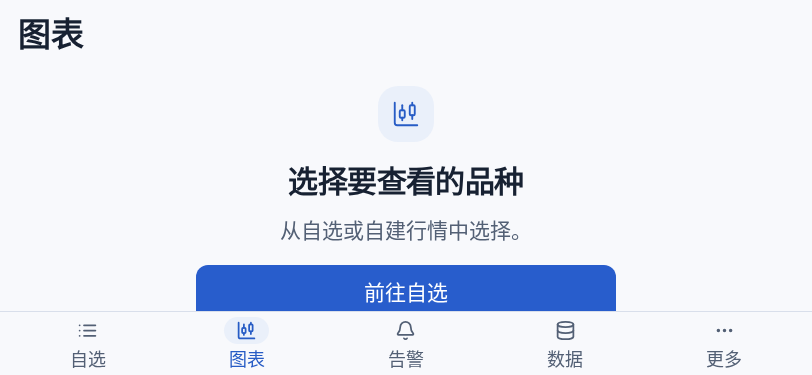 图表
选择要查看的品种
从自选或自建行情中选择。
前往自选
自选
图表
告警
数据
更多